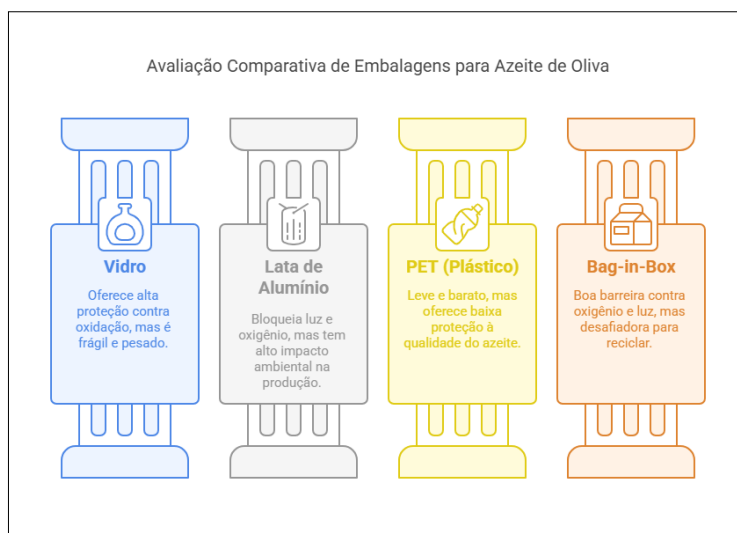 Avaliação Comparativa de Embalagens para Azeite de Oliva
Vidro
Oferece alta
proteção contra
oxidação, mas é
frágil e pesado.
Lata de
Alumínio
Bloqueia luz e
oxigênio, mas tem
alto impacto
ambiental na
produção.
PET (Plástico)
Leve e barato, mas
oferece baixa
proteção à
qualidade do azeite.
Bag-in-Box
Boa barreira contra
oxigênio e luz, mas
desafiadora para
reciclar.